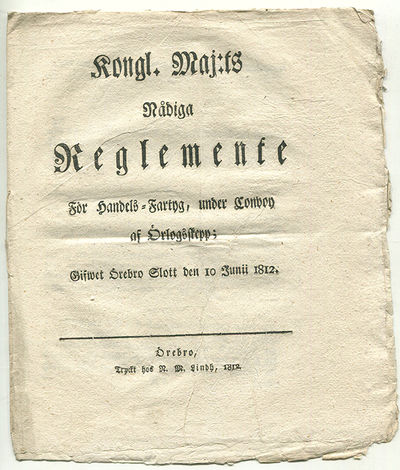 Kongl. Maj:ts
Nådiga
Reglemente
För Handels-Fartyg, under Convoy
af Örlogsskepp;
Gifwet Örebro Slott den 10 Junii 1812.
Örebro,
Tryckt hos N. M. Lindh, 1812.